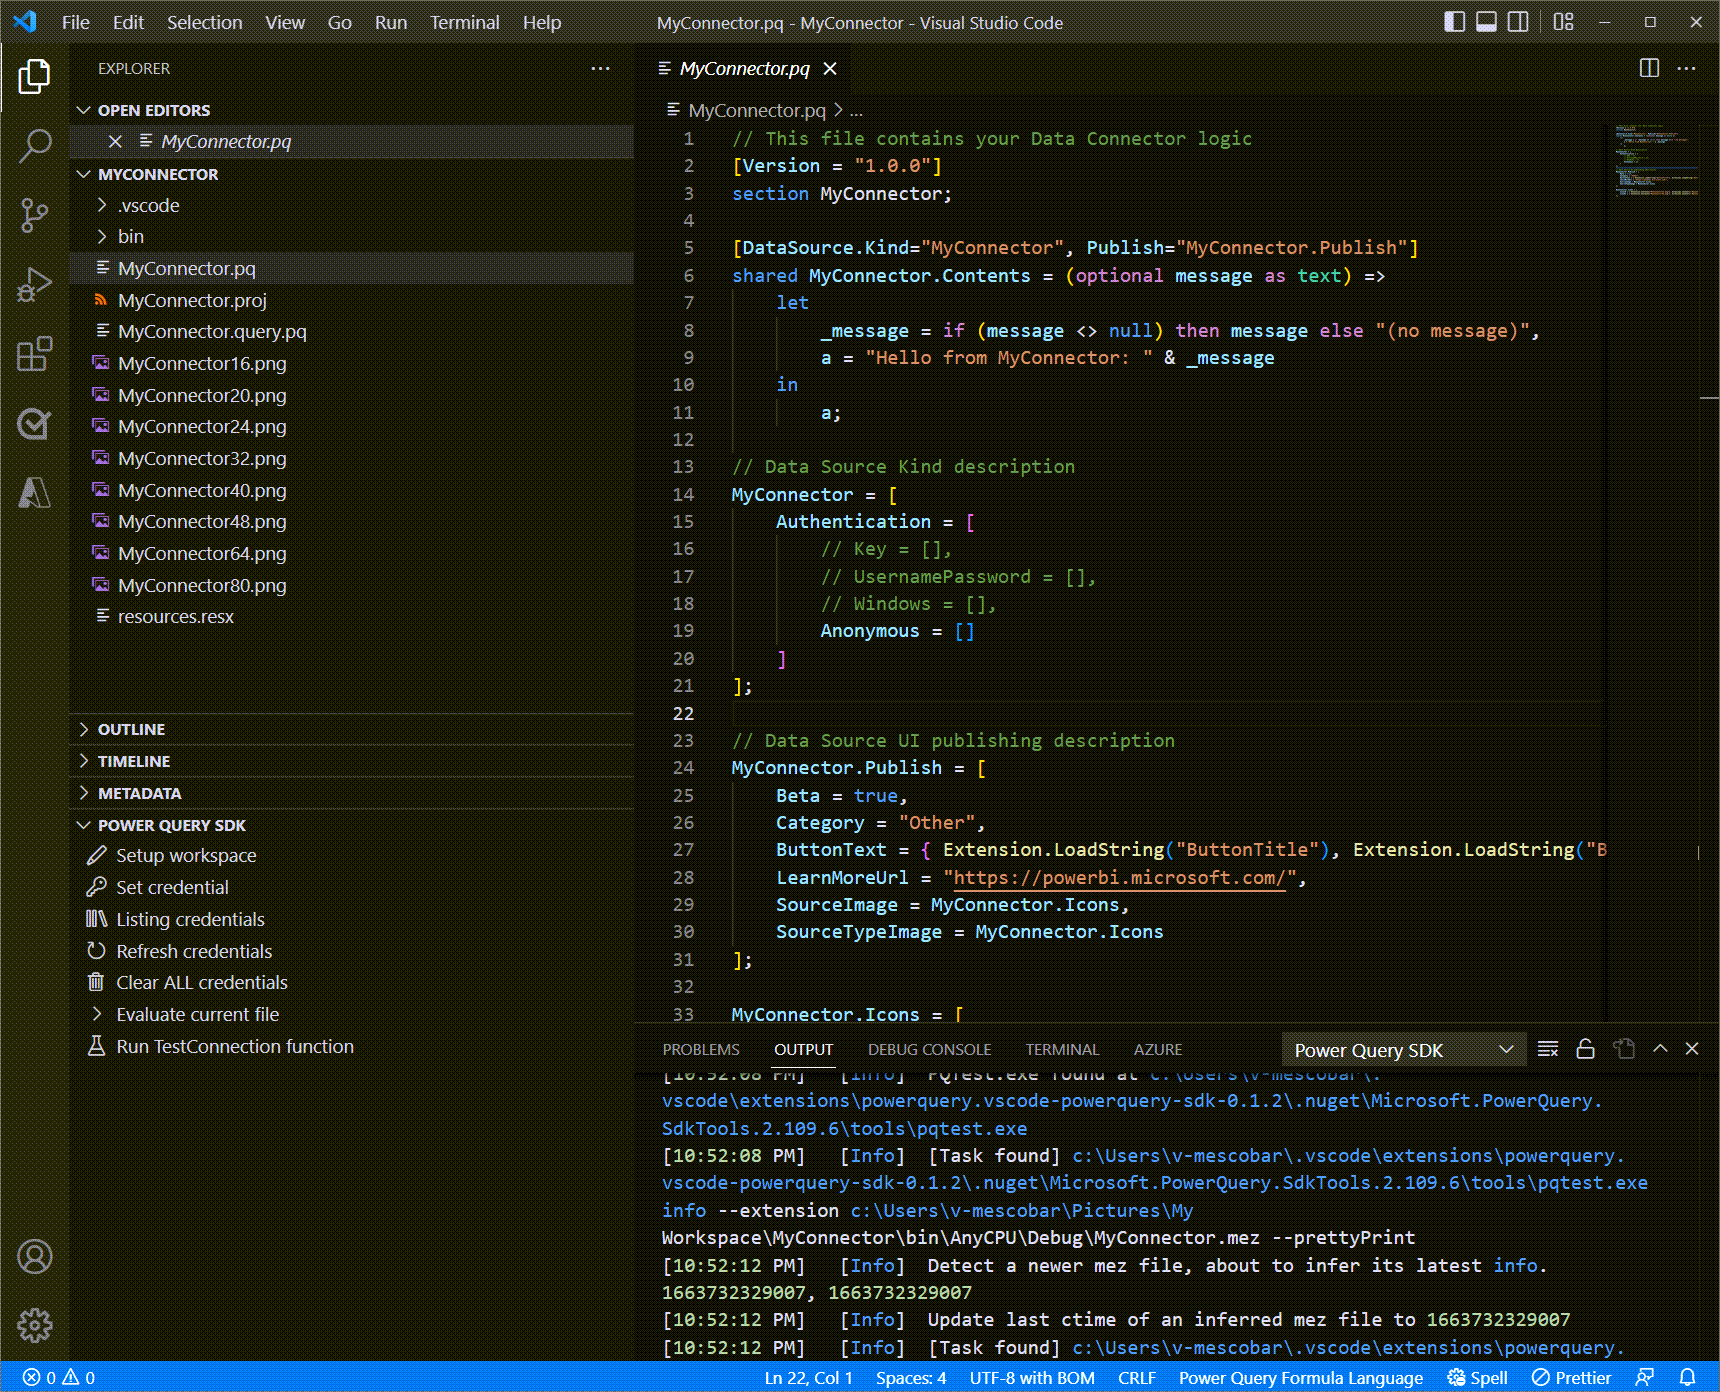 File Edit Selection View Go Run Terminal Help
MyConnector.pq - MyConnector - Visual Studio Code
EXPLORER
OPEN EDITORS
MyConnector.pq
MYCONNECTOR
.vscode
bin
MyConnector.pq
MyConnector.proj
MyConnector.query.pq
MyConnector16.png
MyConnector20.png
MyConnector24.png
MyConnector32.png
MyConnector40.png
MyConnector48.png
MyConnector64.png
MyConnector80.png
resources.resx
OUTLINE
TIMELINE
METADATA
POWER QUERY SDK
Setup workspace
Set credential
Listing credentials
Refresh credentials
Clear ALL credentials
Evaluate current file
Run TestConnection function
MyConnector.pq
MyConnector.pq > ...
1 // This file contains your Data Connector logic
2 [Version = "1.0.0"]
3 section MyConnector;
4
5 [DataSource.Kind="MyConnector", Publish="MyConnector.Publish"]
6 shared MyConnector.Contents = (optional message as text) =>
7 let
8 _message = if (message <> null) then message else "(no message)",
9 a = "Hello from MyConnector: " & _message
10 in
11 a;
12
13 // Data Source Kind description
14 MyConnector = [
15 Authentication = [
16 // Key = [],
17 // UsernamePassword = [],
18 // Windows = [],
19 Anonymous = []
20 ]
21 ];
22
23 // Data Source UI publishing description
24 MyConnector.Publish = [
25 Beta = true,
26 Category = "Other",
27 ButtonText = { Extension.LoadString("ButtonTitle"), Extension.LoadString("B
28 LearnMoreUrl = "https://powerbi.microsoft.com/",
29 SourceImage = MyConnector.Icons,
30 SourceTypeImage = MyConnector.Icons
31 ];
32
33 MyConnector.Icons = [
PROBLEMS OUTPUT DEBUG CONSOLE TERMINAL AZURE Power Query SDK
[10:52:08 PM] [Info] PQTest.exe found at c:\Users\v-mescobar\.
vscode\extensions\powerquery.vscode-powerquery-sdk-0.1.2\.nuget\Microsoft.PowerQuery.
SdkTools.2.109.6\tools\pqtest.exe
[10:52:08 PM] [Info] [Task found] c:\Users\v-mescobar\.vscode\extensions\powerquery.
vscode-powerquery-sdk-0.1.2\.nuget\Microsoft.PowerQuery.SdkTools.2.109.6\tools\pqtest.exe
info --extension c:\Users\v-mescobar\Pictures\My
Workspace\MyConnector\bin\AnyCPU\Debug\MyConnector.mez --prettyPrint
[10:52:12 PM] [Info] Detect a newer mez file, about to infer its latest info.
1663732329007, 1663732329007
[10:52:12 PM] [Info] Update last ctime of an inferred mez file to 1663732329007
[10:52:12 PM] [Info] [Task found] c:\Users\v-mescobar\.vscode\extensions\powerquery.
0 0 Ln 22, Col 1 Spaces: 4 UTF-8 with BOM CRLF Power Query Formula Language Spell Prettier